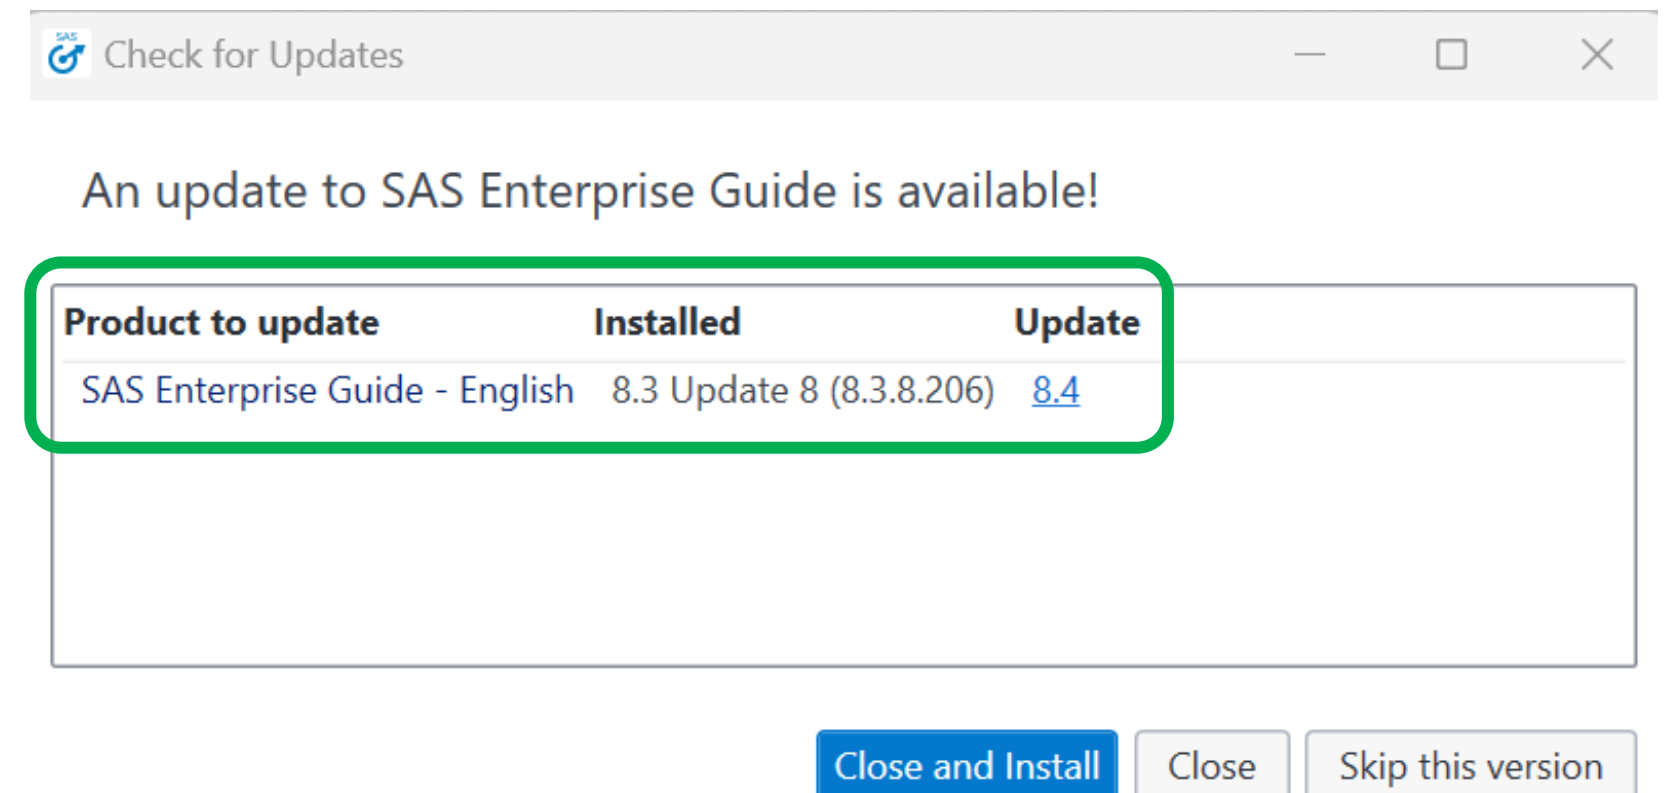 SAS
Check for Updates
An update to SAS Enterprise Guide is available!
Product to update Installed Update
SAS Enterprise Guide - English 8.3 Update 8 (8.3.8.206) 8.4
Close and Install Close Skip this version